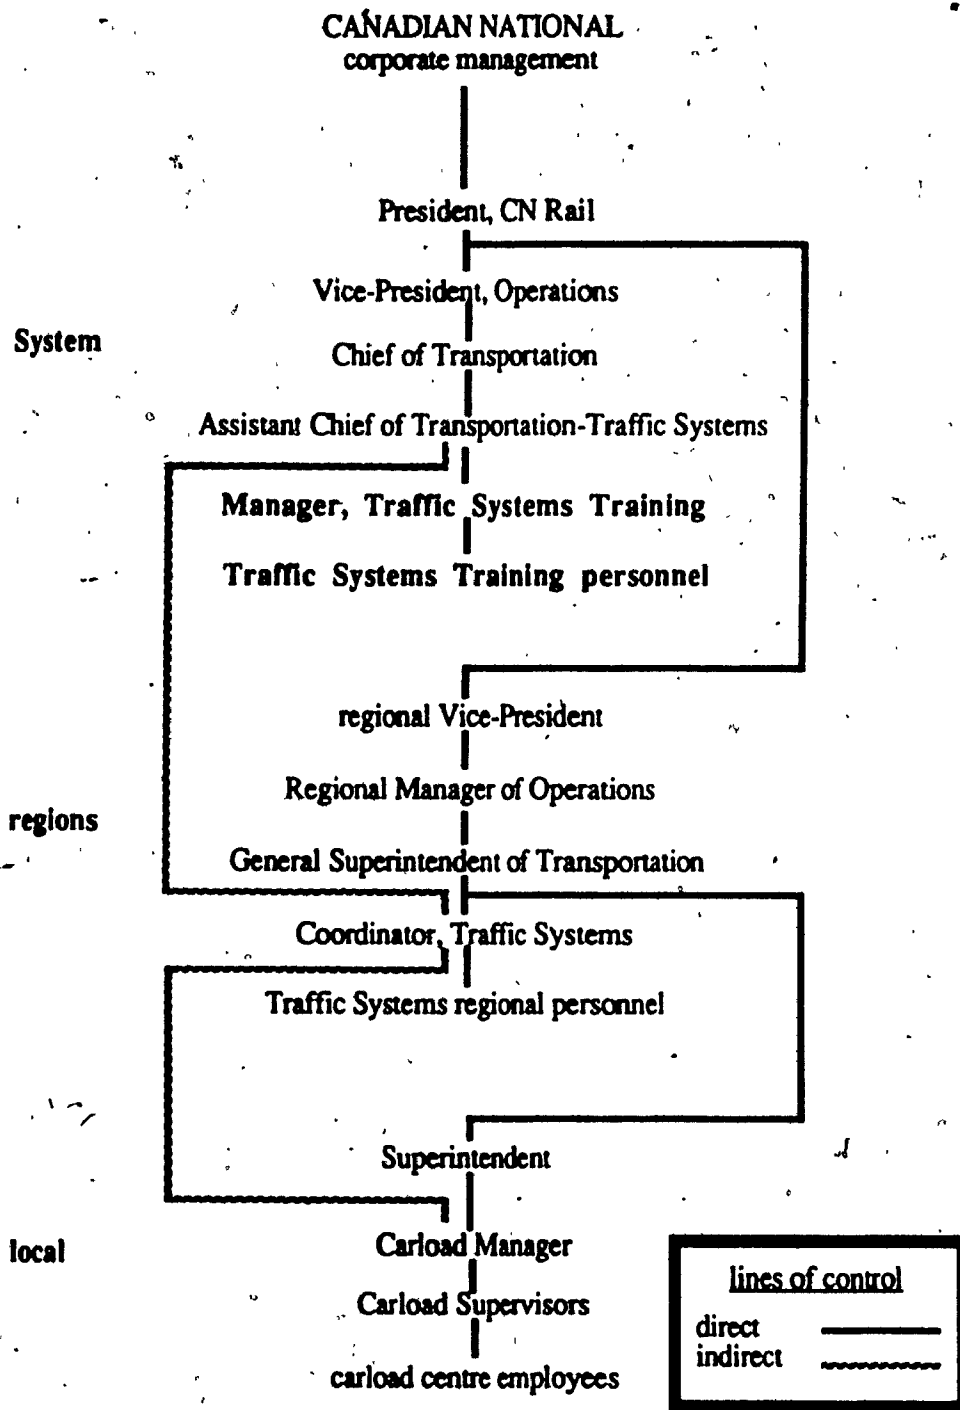 CANADIAN NATIONAL
corporate management
President, CN Rail
Vice-President, Operations
System
Chief of Transportation
Assistant Chief of Transportation-Traffic Systems
Manager, Traffic Systems Training
Traffic Systems Training personnel
regional Vice-President
Regional Manager of Operations
regions
General Superintendent of Transportation
Coordinator, Traffic Systems
Traffic Systems regional personnel
Superintendent
local
Carload Manager
Carload Supervisors
carload centre employees
lines of control
direct
indirect